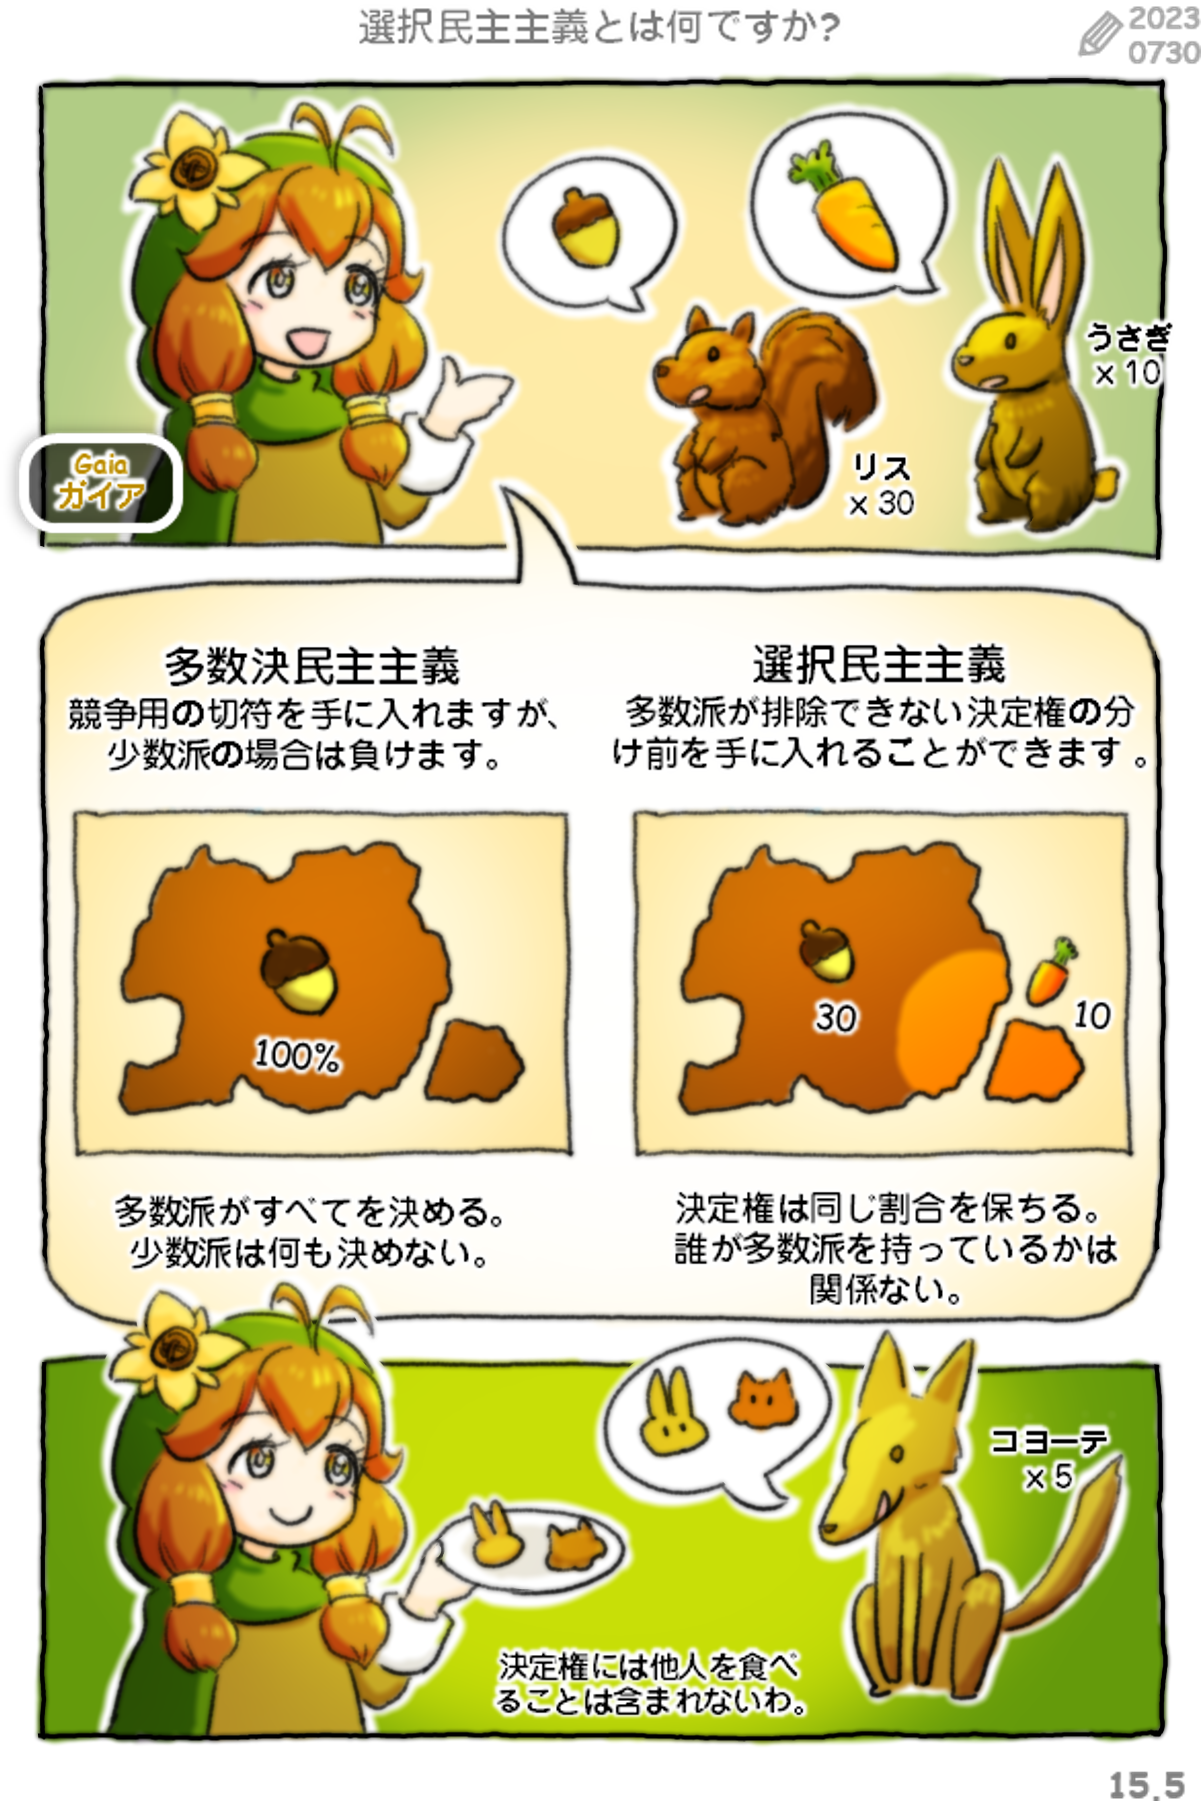 選択民主主義とは何ですか?
2023
0730
うさぎ
x 10
リス
x 30
Gaia
ガイア
多数決民主主義
競争用の切符を手に入れますが、
少数派の場合は負けます。
100%
多数派がすべてを決める。
少数派は何も決めない。
選択民主主義
多数派が排除できない決定権の分
け前を手に入れることができます。
30
10
決定権は同じ割合を保ちる。
誰が多数派を持っているかは
関係ない。
コヨーテ
x 5
決定権には他人を食べ
ることは含まれないわ。
15.5